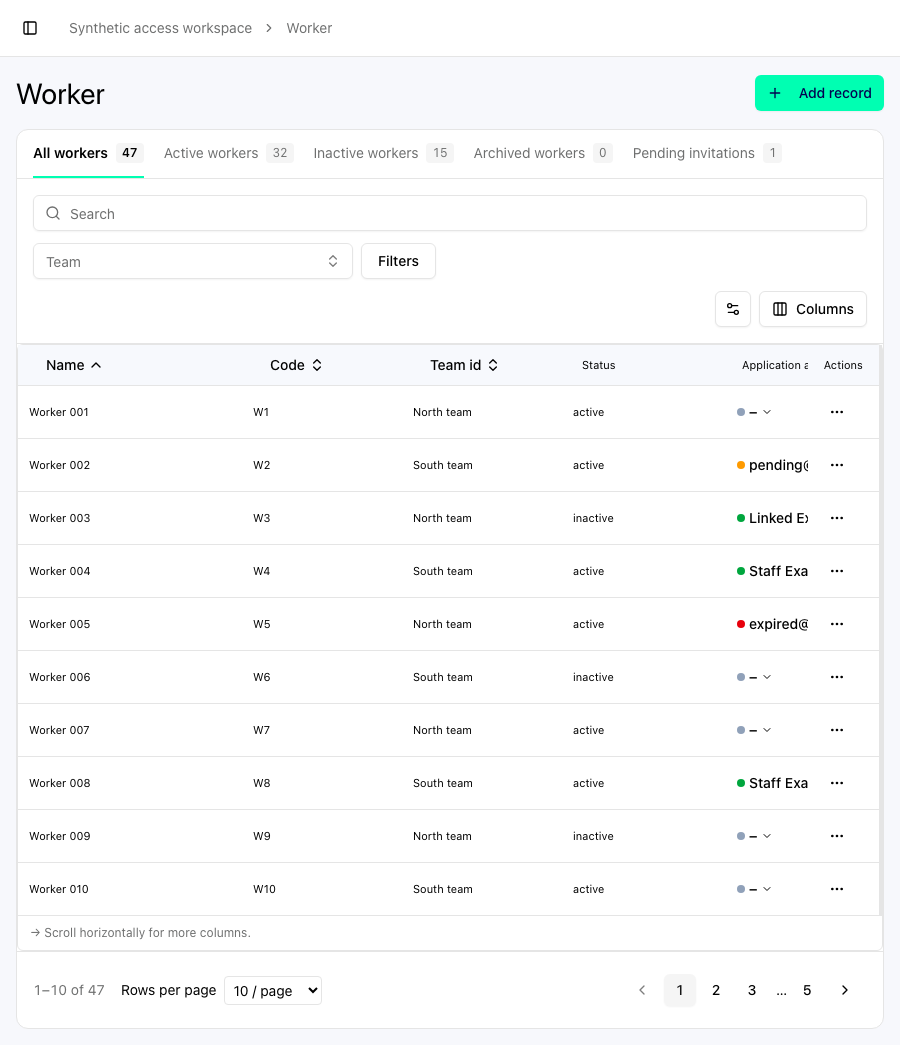 Synthetic access workspace > Worker
Worker
+ Add record
All workers 47 Active workers 32 Inactive workers 15 Archived workers 0 Pending invitations 1
Search
Team Filters
Columns
Name Code Team id Status Application a Actions
Worker 001 W1 North team active –
Worker 002 W2 South team active pending@
Worker 003 W3 North team inactive Linked Ex
Worker 004 W4 South team active Staff Exa
Worker 005 W5 North team active expired@
Worker 006 W6 South team inactive –
Worker 007 W7 North team active –
Worker 008 W8 South team active Staff Exa
Worker 009 W9 North team inactive –
Worker 010 W10 South team active –
→ Scroll horizontally for more columns.
1–10 of 47 Rows per page 10 / page 1 2 3 ... 5